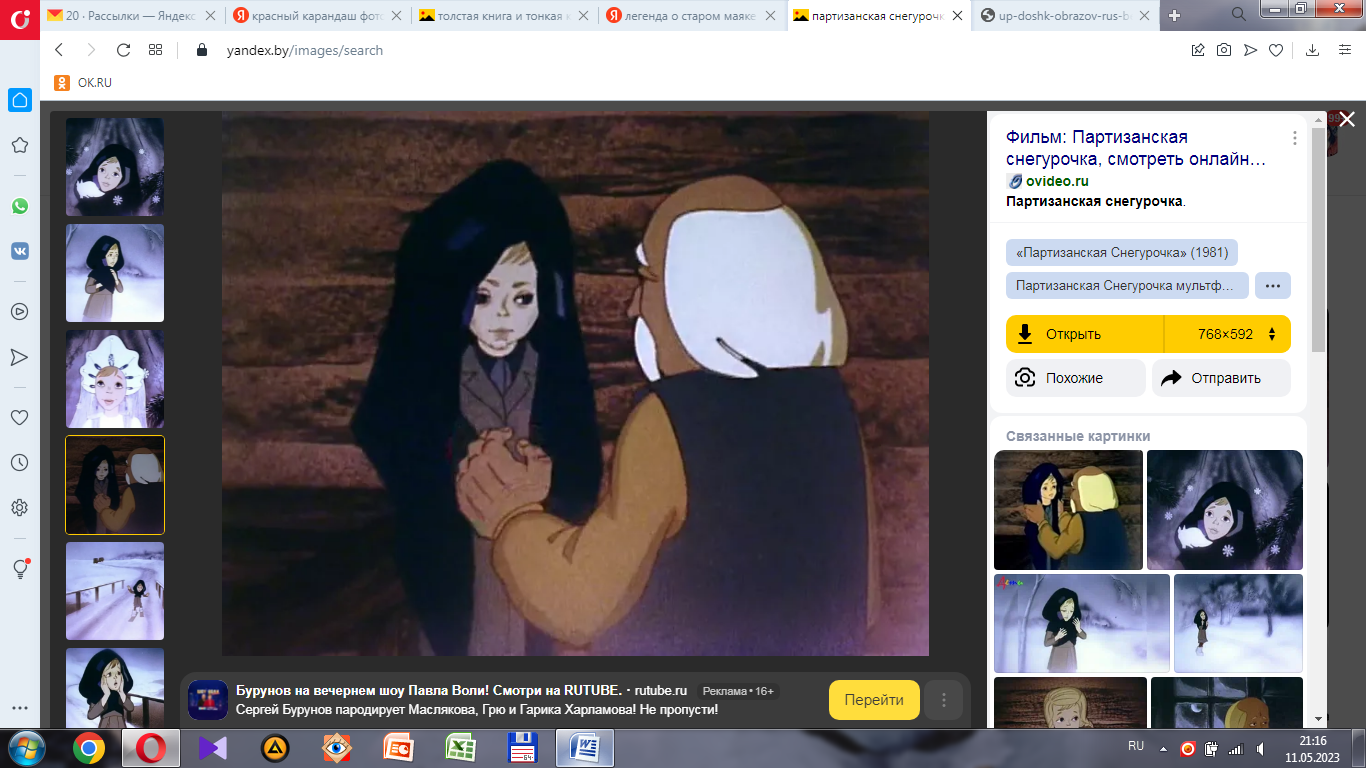 20 · Рассылки — Яндекс
красный карандаш фото
толстая книга и тонкая к
легенда о старом маяке
партизанская снегурочк
up-doshk-obrazov-rus-b
yandex.by/images/search
OK.RU
Фильм: Партизанская
снегурочка, смотреть онлайн…
ovideo.ru
Партизанская снегурочка.
«Партизанская Снегурочка» (1981)
Партизанская Снегурочка мультф…
Открыть
768×592
Похожие
Отправить
Связанные картинки
Бурунов на вечернем шоу Павла Воли! Смотри на RUTUBE. · rutube.ru Реклама • 16+
Сергей Бурунов пародирует Маслякова, Грю и Гарика Харламова! Не пропусти!
Перейти
RU
21:16
11.05.2023